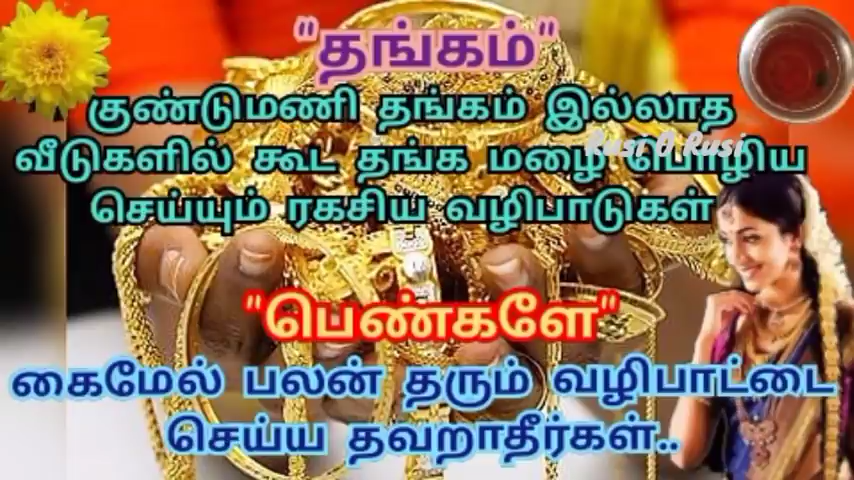 "தங்கம்"
குண்டுமணி தங்கம் இல்லாத
வீடுகளில் கூட தங்க மழை பொழிய
செய்யும் ரகசிய வழிபாடுகள்
"பெண்களே"
கைமேல் பலன் தரும் வழிபாட்டை
செய்ய தவறாதீர்கள்..